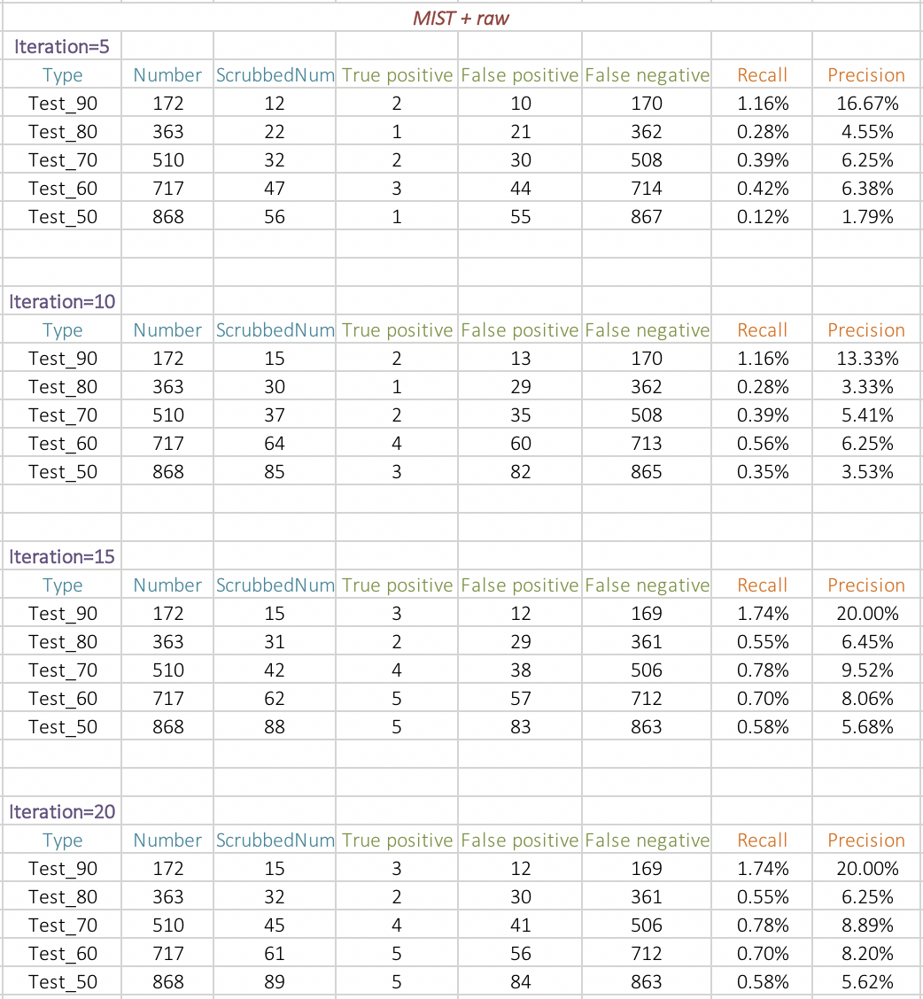 MIST + raw
Iteration=5
Type Number ScrubbedNum True positive False positive False negative Recall Precision
Test_90 172 12 2 10 170 1.16% 16.67%
Test_80 363 22 1 21 362 0.28% 4.55%
Test_70 510 32 2 30 508 0.39% 6.25%
Test_60 717 47 3 44 714 0.42% 6.38%
Test_50 868 56 1 55 867 0.12% 1.79%
Iteration=10
Type Number ScrubbedNum True positive False positive False negative Recall Precision
Test_90 172 15 2 13 170 1.16% 13.33%
Test_80 363 30 1 29 362 0.28% 3.33%
Test_70 510 37 2 35 508 0.39% 5.41%
Test_60 717 64 4 60 713 0.56% 6.25%
Test_50 868 85 3 82 865 0.35% 3.53%
Iteration=15
Type Number ScrubbedNum True positive False positive False negative Recall Precision
Test_90 172 15 3 12 169 1.74% 20.00%
Test_80 363 31 2 29 361 0.55% 6.45%
Test_70 510 42 4 38 506 0.78% 9.52%
Test_60 717 62 5 57 712 0.70% 8.06%
Test_50 868 88 5 83 863 0.58% 5.68%
Iteration=20
Type Number ScrubbedNum True positive False positive False negative Recall Precision
Test_90 172 15 3 12 169 1.74% 20.00%
Test_80 363 32 2 30 361 0.55% 6.25%
Test_70 510 45 4 41 506 0.78% 8.89%
Test_60 717 61 5 56 712 0.70% 8.20%
Test_50 868 89 5 84 863 0.58% 5.62%